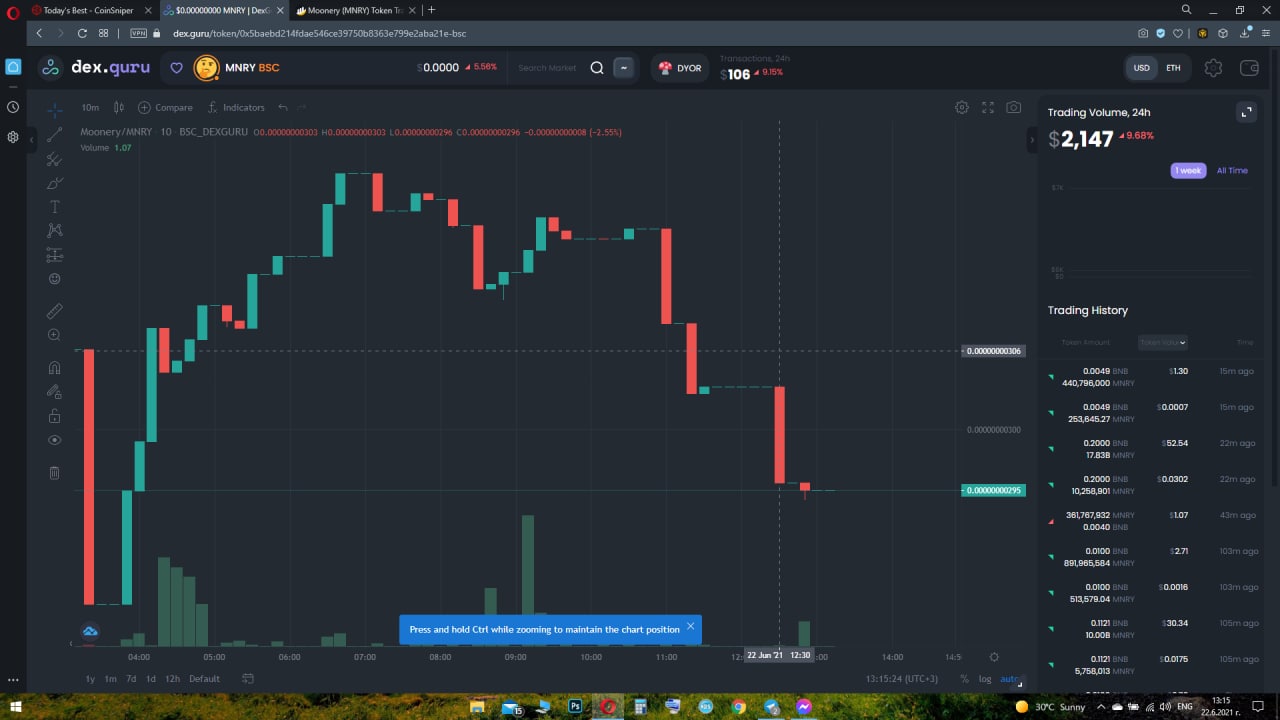 Today's Best - CoinSniper
$0.00000000 MNRY | DexG
Moonery (MNRY) Token Tra
VPN
dex.guru/token/0x5baebd214fdae546ce39750b8363e799e2aba21e-bsc
dex.guru
MNRY BSC
$0.0000 5.56%
Search Market
~
DYOR
Transactions, 24h
$106 9.15%
USD ETH
10m Compare Indicators
Moonery/MNRY · 10 · BSC_DEXGURU O0.00000000303 H0.00000000303 L0.00000000296 C0.00000000296 -0.00000000008 (-2.55%)
Volume 1.07
0.00000000306
0.00000000300
0.00000000295
Press and hold Ctrl while zooming to maintain the chart position
04:00 05:00 06:00 07:00 08:00 09:00 10:00 11:00 22 Jun '21 12:30 14:00 14:5
1y 1m 7d 1d 12h Default
13:15:24 (UTC+3) % log auto
Trading Volume, 24h
$2,147 9.68%
1 week All Time
$7K
$0
Trading History
Token Amount Token Value Time
0.0049 BNB $1.30 15m ago
440,796,000 MNRY
0.0049 BNB $0.0007 15m ago
253,645.27 MNRY
0.2000 BNB $52.54 22m ago
17.83B MNRY
0.2000 BNB $0.0302 22m ago
10,258,801 MNRY
361,767,932 MNRY $1.07 43m ago
0.0040 BNB
0.0100 BNB $2.71 103m ago
891,965,584 MNRY
0.0100 BNB $0.0016 103m ago
513,579.04 MNRY
0.1121 BNB $30.34 105m ago
10.00B MNRY
0.1121 BNB $0.0175 105m ago
5,758,013 MNRY
15
Ps
2
30°C Sunny
ENG
13:15
22.6.2021 г.